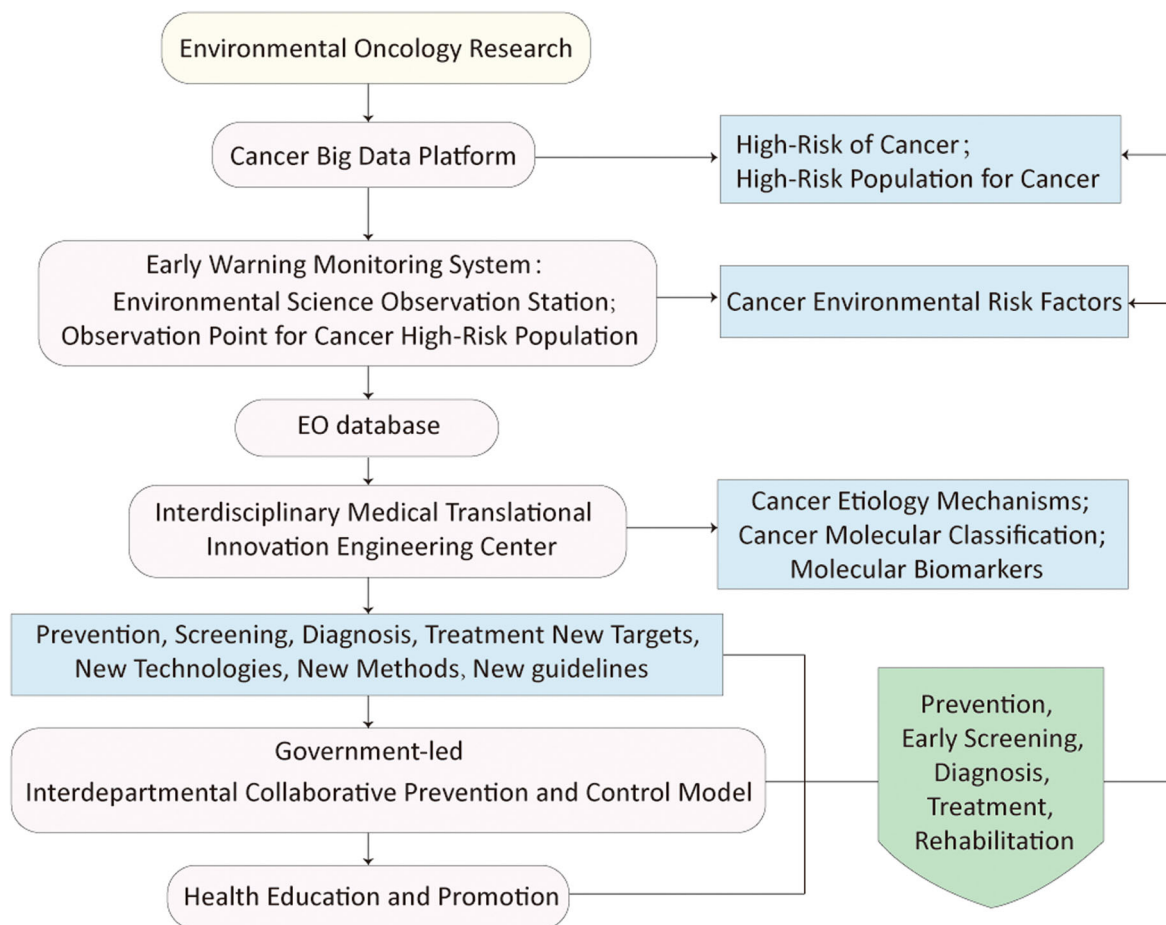 Environmental Oncology Research
Cancer Big Data Platform
High-Risk of Cancer;
High-Risk Population for Cancer
Early Warning Monitoring System:
Environmental Science Observation Station;
Observation Point for Cancer High-Risk Population
Cancer Environmental Risk Factors
EO database
Interdisciplinary Medical Translational
Innovation Engineering Center
Cancer Etiology Mechanisms;
Cancer Molecular Classification;
Molecular Biomarkers
Prevention, Screening, Diagnosis, Treatment New Targets,
New Technologies, New Methods, New guidelines
Government-led
Interdepartmental Collaborative Prevention and Control Model
Prevention,
Early Screening,
Diagnosis,
Treatment,
Rehabilitation
Health Education and Promotion